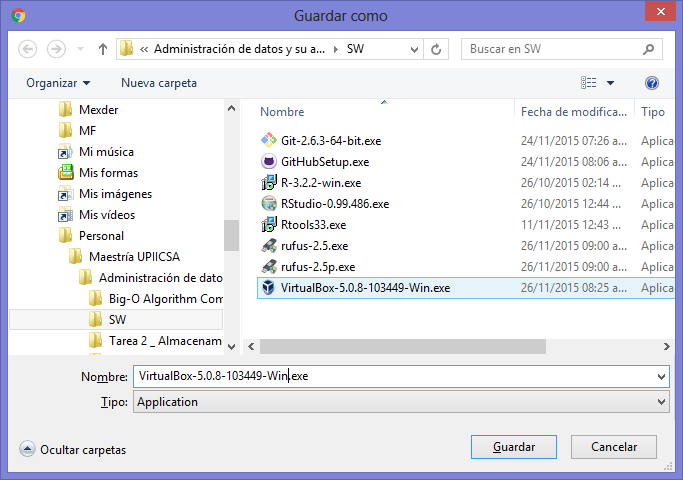 Guardar como
« Administración de datos y su a... SW
Buscar en SW
Organizar Nueva carpeta
Mexder
MF
Mi música
Mis formas
Mis imágenes
Mis vídeos
Personal
Maestría UPIICSA
Administración de dato
Big-O Algorithm Com
SW
Tarea 2 _ Almacenam
Nombre Fecha de modifica... Tipo
Git-2.6.3-64-bit.exe 24/11/2015 07:26 a... Aplica
GitHubSetup.exe 24/11/2015 08:06 a... Aplica
R-3.2.2-win.exe 26/10/2015 02:14 ... Aplica
RStudio-0.99.486.exe 26/10/2015 12:44 ... Aplica
Rtools33.exe 11/11/2015 12:43 ... Aplica
rufus-2.5.exe 26/11/2015 09:00 a... Aplica
rufus-2.5p.exe 26/11/2015 09:00 a... Aplica
VirtualBox-5.0.8-103449-Win.exe 26/11/2015 08:25 a... Aplica
Nombre: VirtualBox-5.0.8-103449-Win.exe
Tipo: Application
Ocultar carpetas
Guardar Cancelar